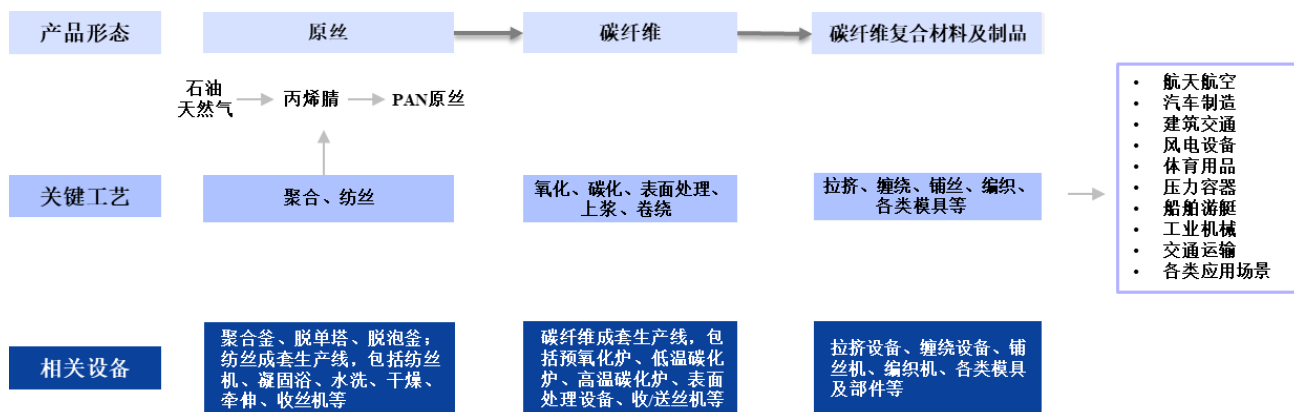 产品形态
原丝
碳纤维
碳纤维复合材料及制品
石油
天然气
丙烯腈
PAN原丝
关键工艺
聚合、纺丝
氧化、碳化、表面处理、
上浆、卷绕
拉挤、缠绕、铺丝、编织、
各类模具等
• 航天航空
• 汽车制造
• 建筑交通
• 风电设备
• 体育用品
• 压力容器
• 船舶游艇
• 工业机械
• 交通运输
• 各类应用场景
相关设备
聚合釜、脱单塔、脱泡釜；
纺丝成套生产线，包括纺丝
机、凝固浴、水洗、干燥、
牵伸、收丝机等
碳纤维成套生产线，包
括预氧化炉、低温碳化
炉、高温碳化炉、表面
处理设备、收/送丝机等
拉挤设备、缠绕设备、铺
丝机、编织机、各类模具
及部件等